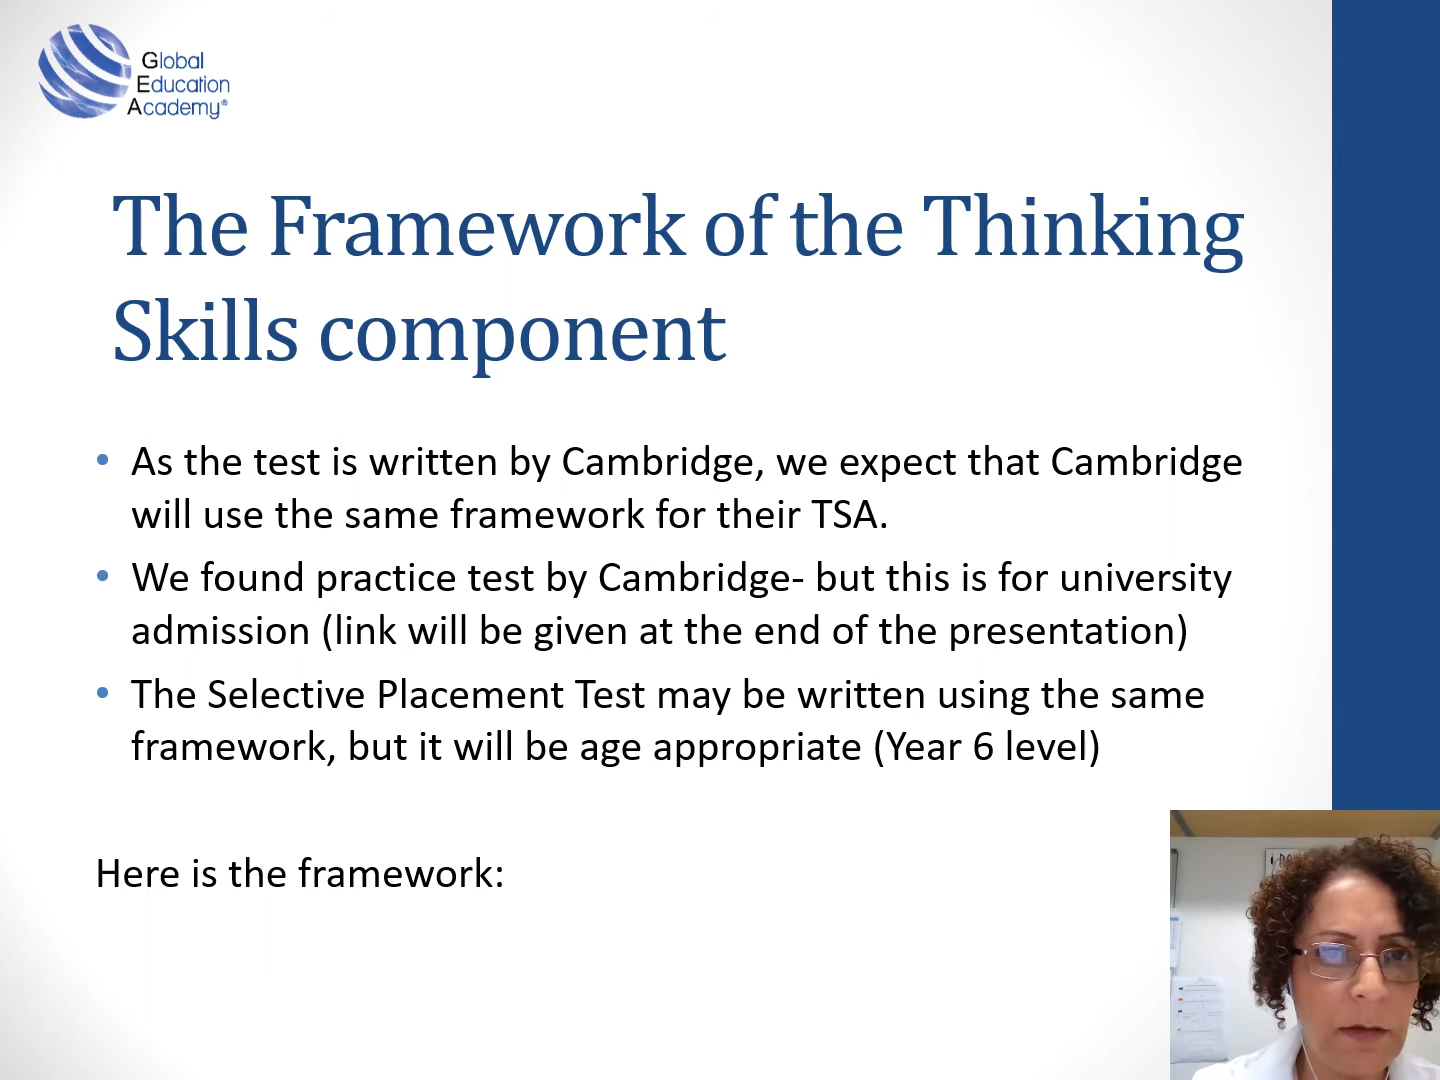 Global
Education
Academy®
The Framework of the Thinking
Skills component
• As the test is written by Cambridge, we expect that Cambridge
will use the same framework for their TSA.
• We found practice test by Cambridge- but this is for university
admission (link will be given at the end of the presentation)
• The Selective Placement Test may be written using the same
framework, but it will be age appropriate (Year 6 level)
Here is the framework: